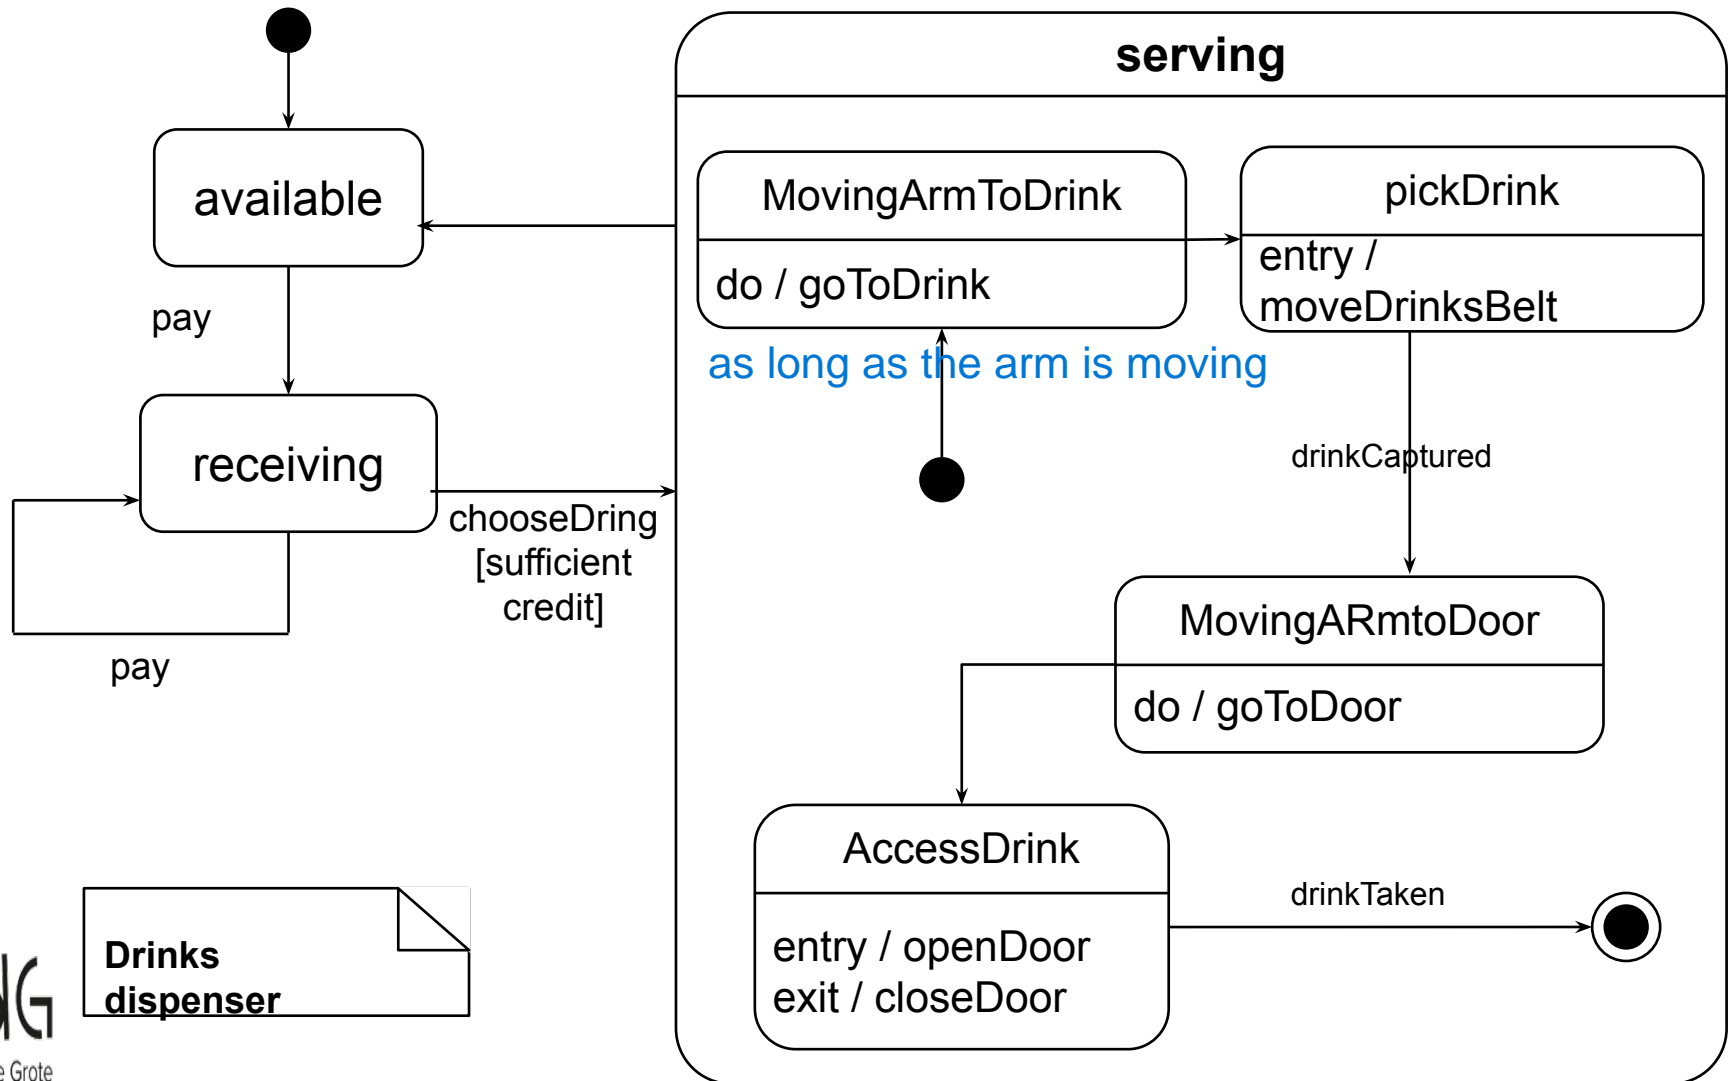 serving
available
MovingArmToDrink
do / goToDrink
pickDrink
entry /
moveDrinksBelt
as long as the arm is moving
pay
receiving
chooseDring
[sufficient
credit]
pay
drinkCaptured
MovingARmtoDoor
do / goToDoor
AccessDrink
entry / openDoor
exit / closeDoor
drinkTaken
Drinks
dispenser
Grote